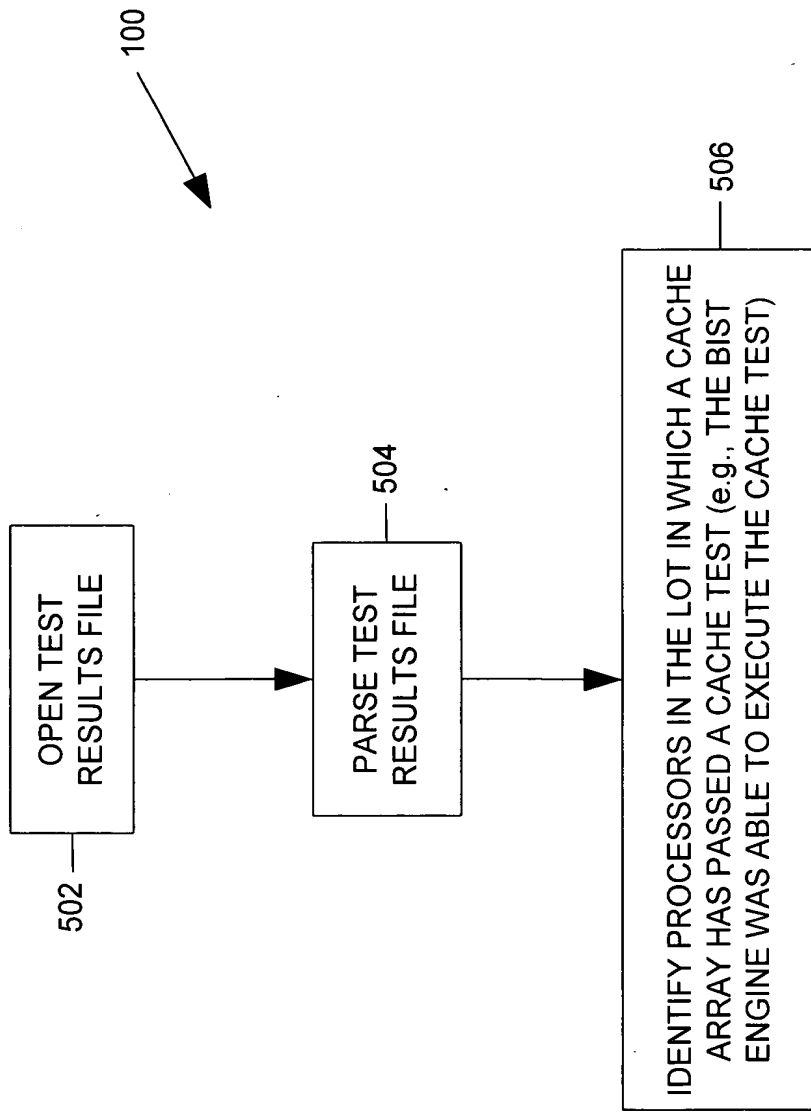 100
OPEN TEST
RESULTS FILE
502
PARSE TEST
RESULTS FILE
504
IDENTIFY PROCESSORS IN THE LOT IN WHICH A CACHE
ARRAY HAS PASSED A CACHE TEST (e.g., THE BIST
ENGINE WAS ABLE TO EXECUTE THE CACHE TEST)
506